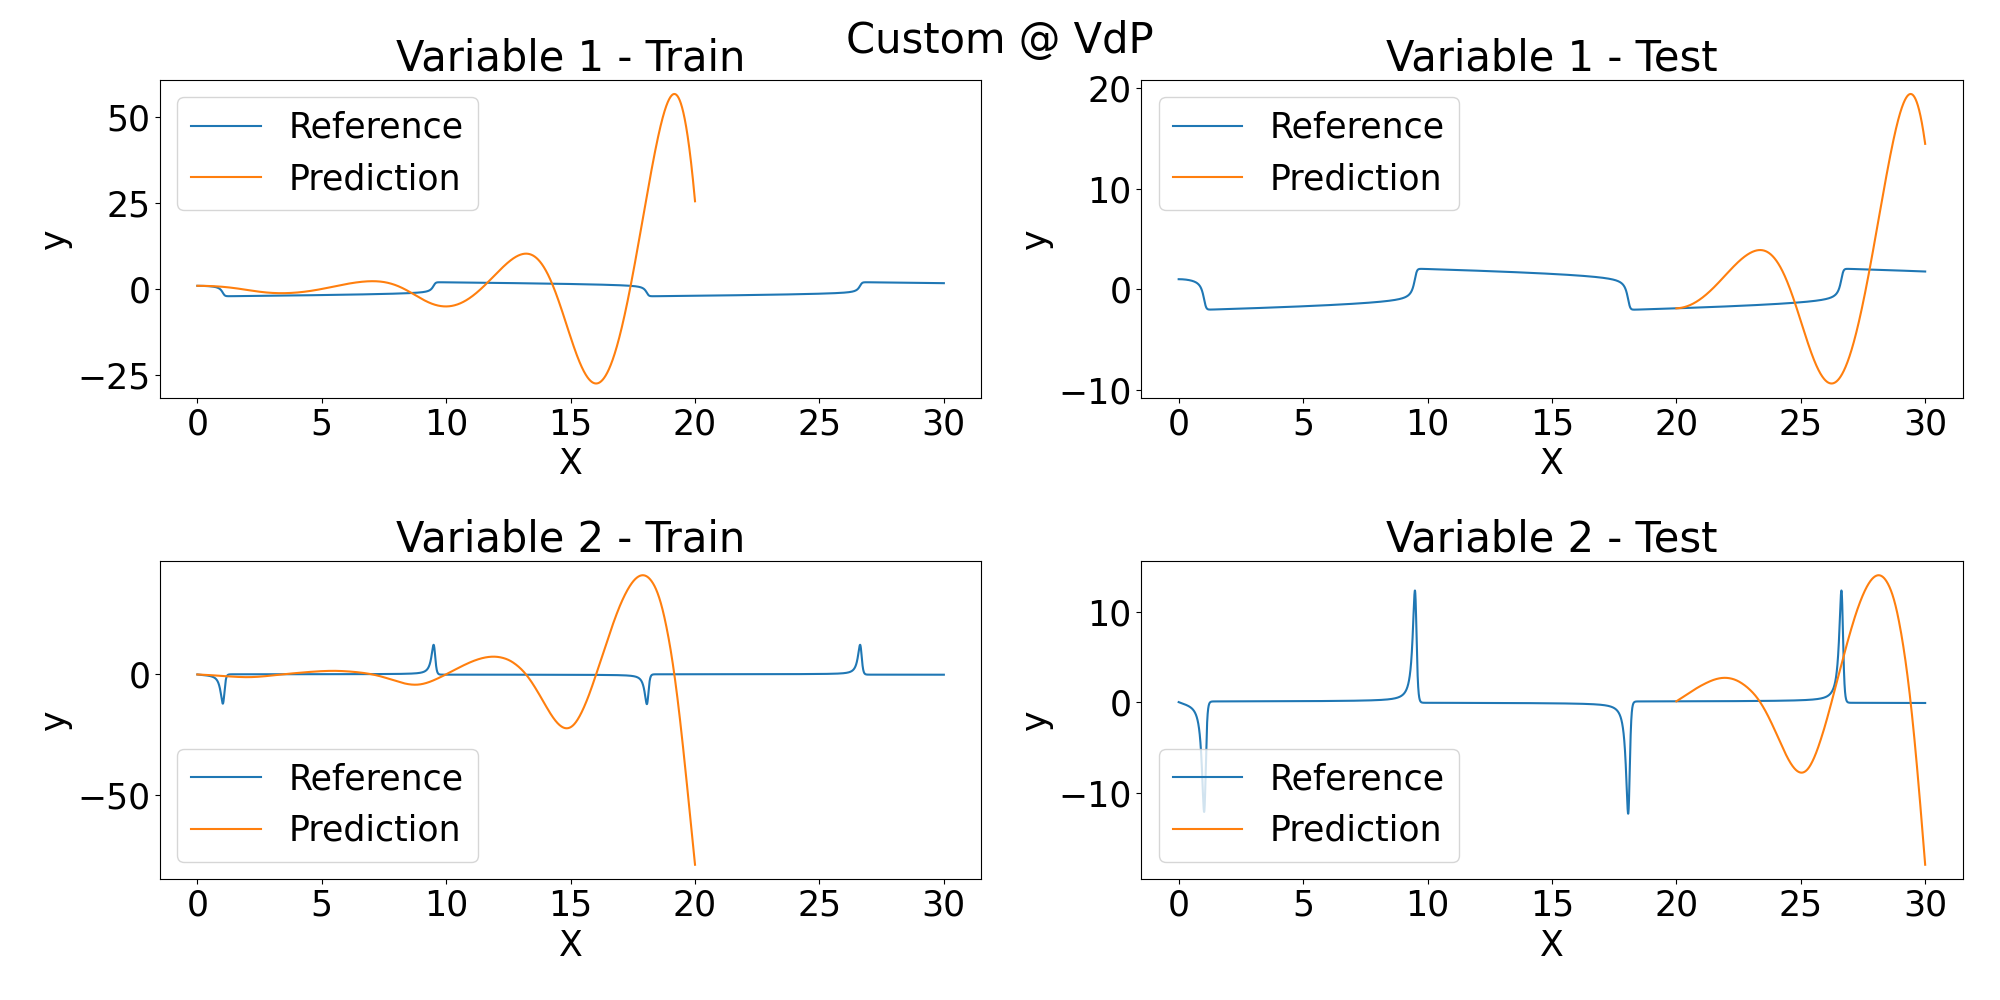 Custom @ VdP
Variable 1 - Train
50
25
0
−25
y
Reference
Prediction
0 5 10 15 20 25 30
X
Variable 1 - Test
20
10
0
−10
y
Reference
Prediction
0 5 10 15 20 25 30
X
Variable 2 - Train
0
−50
y
Reference
Prediction
0 5 10 15 20 25 30
X
Variable 2 - Test
10
0
−10
y
Reference
Prediction
0 5 10 15 20 25 30
X